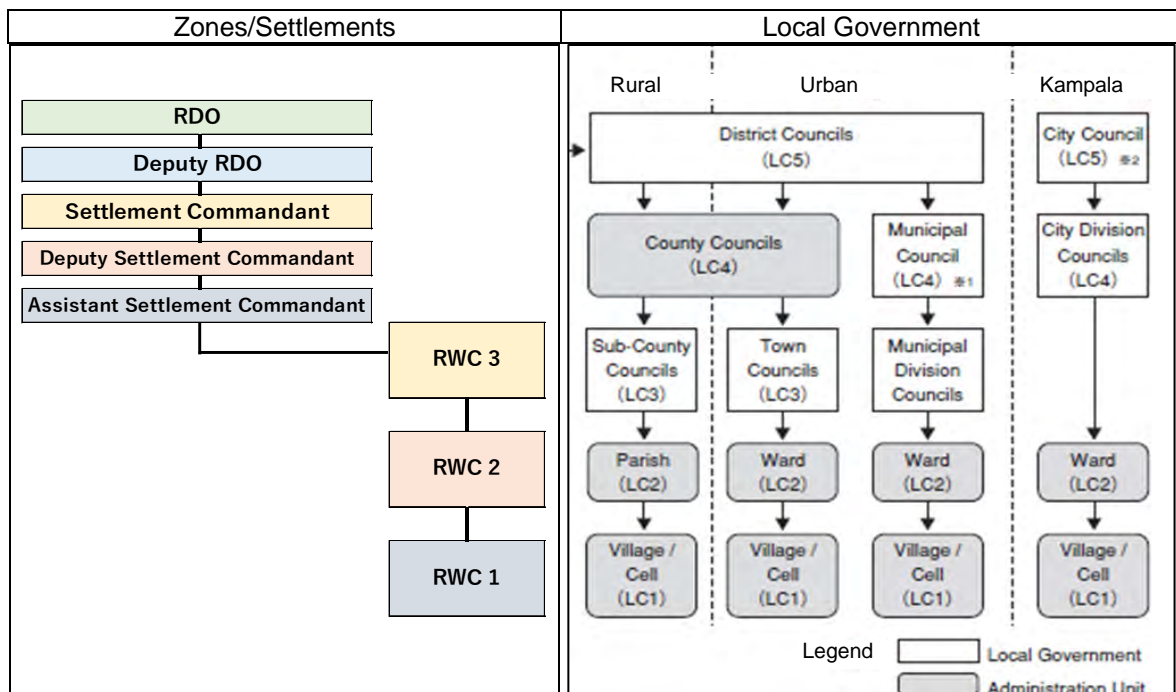 Zones/Settlements
RDO
Deputy RDO
Settlement Commandant
Deputy Settlement Commandant
Assistant Settlement Commandant
RWC 3
RWC 2
RWC 1
Local Government
Rural
Urban
Kampala
District Councils
(LC5)
City Council
(LC5) ※2
County Councils
(LC4)
Municipal
Council
(LC4) ※1
City Division
Councils
(LC4)
Sub-County
Councils
(LC3)
Town
Councils
(LC3)
Municipal
Division
Councils
Parish
(LC2)
Ward
(LC2)
Ward
(LC2)
Ward
(LC2)
Village /
Cell
(LC1)
Village /
Cell
(LC1)
Village /
Cell
(LC1)
Village /
Cell
(LC1)
Legend
Local Government
Administration Unit